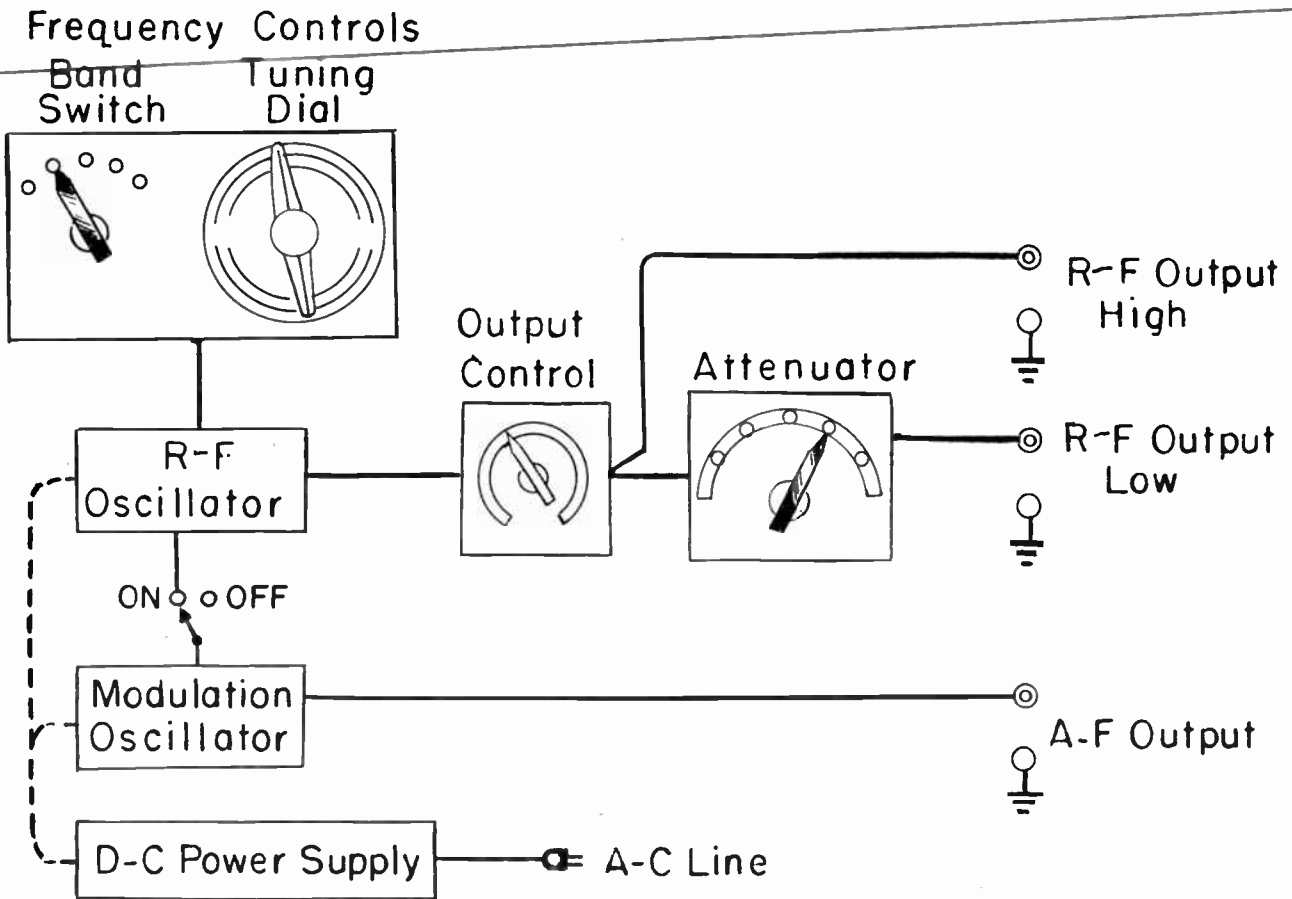 Frequency Controls
Band
Switch
Tuning
Dial
Output
Control
Attenuator
R-F Output
High
R-F Output
Low
R-F
Oscillator
ON
OFF
Modulation
Oscillator
A-F Output
D-C Power Supply
A-C Line